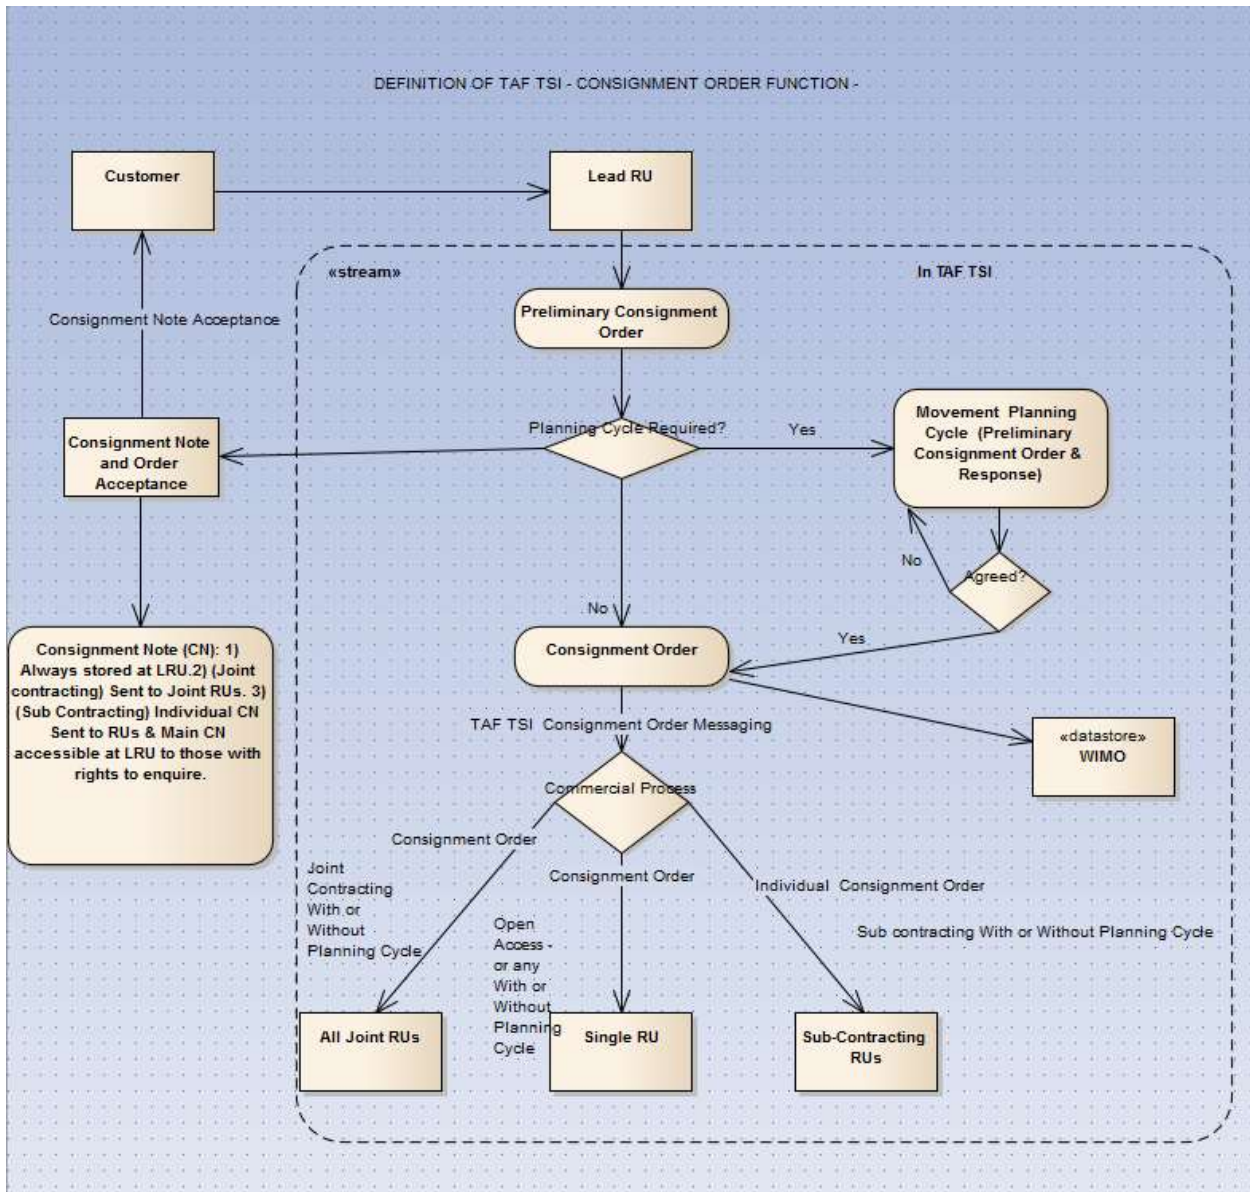 DEFINITION OF TAF TSI - CONSIGNMENT ORDER FUNCTION -
Customer
Lead RU
«stream»
In TAF TSI
Preliminary Consignment
Order
Consignment Note Acceptance
Planning Cycle Required?
Yes
Movement Planning
Cycle (Preliminary
Consignment Order &
Response)
Consignment Note
and Order
Acceptance
No
Agreed?
No
Yes
Consignment Order
Consignment Note (CN): 1)
Always stored at LRU.2) (Joint
contracting) Sent to Joint RUs. 3)
(Sub Contracting) Individual CN
Sent to RUs & Main CN
accessible at LRU to those with
rights to enquire.
TAF TSI Consignment Order Messaging
«datastore»
WIMO
Commercial Process
Consignment Order
Joint
Contracting
With or
Without
Planning Cycle
Consignment Order
Individual Consignment Order
Open
Access -
or any
With or
Without
Planning
Cycle
Sub contracting With or Without Planning Cycle
All Joint RUs
Single RU
Sub-Contracting
RUs